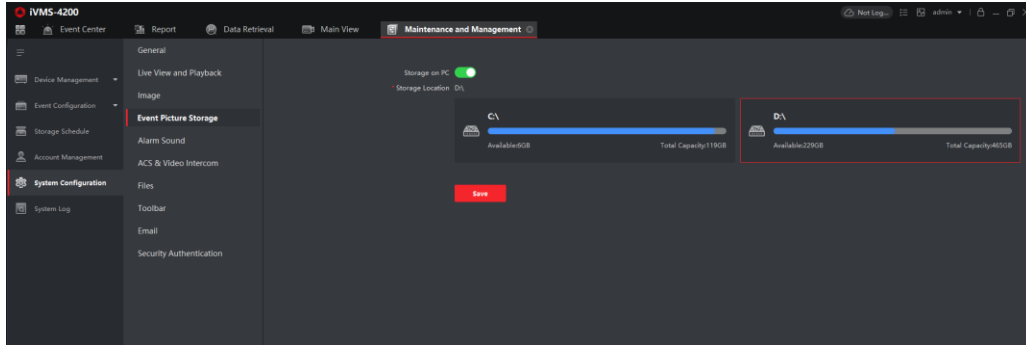 iVMS-4200
Not Log...
admin
Event Center
Report
Data Retrieval
Main View
Maintenance and Management
Device Management
Event Configuration
Storage Schedule
Account Management
System Configuration
System Log
General
Live View and Playback
Image
Event Picture Storage
Alarm Sound
ACS & Video Intercom
Files
Toolbar
Email
Security Authentication
Storage on PC
* Storage Location D:\
C:\
Available:6GB Total Capacity:119GB
D:\
Available:229GB Total Capacity:465GB
Save